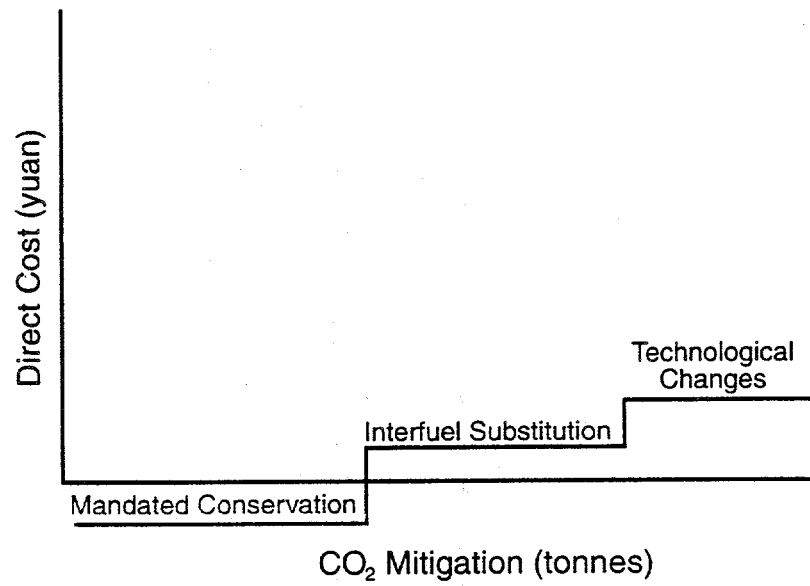 Direct Cost (yuan)
Technological
Changes
Interfuel Substitution
Mandated Conservation
CO₂ Mitigation (tonnes)